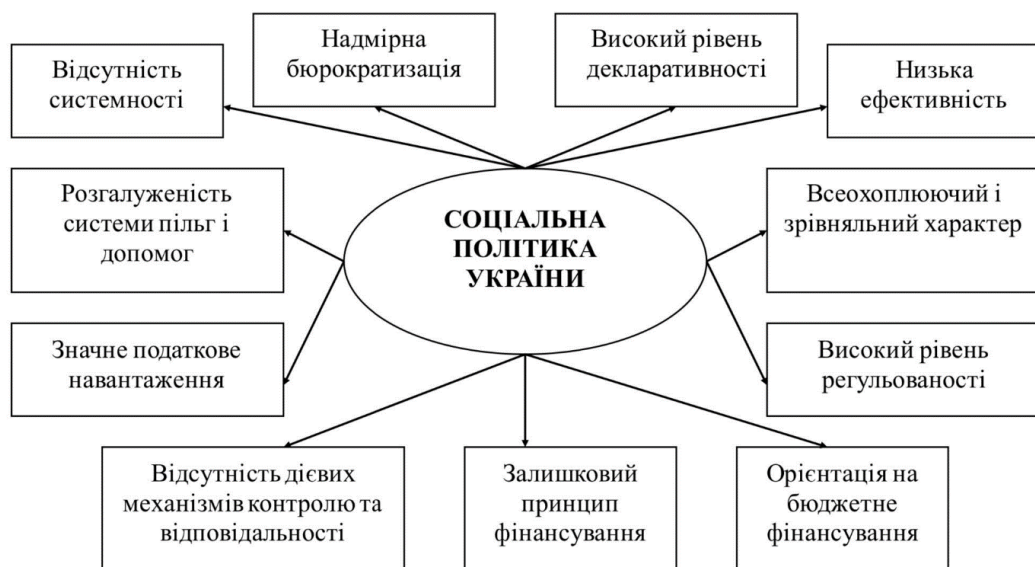 Відсутність
системності
Надмірна
бюрократизація
Високий рівень
декларативності
Низька
ефективність
Розгалуженість
системи пільг і
допомог
СОЦІАЛЬНА
ПОЛІТИКА
УКРАЇНИ
Всеохоплюючий і
зрівняльний характер
Значне податкове
навантаження
Високий рівень
регульованості
Відсутність дієвих
механізмів контролю та
відповідальності
Залишковий
принцип
фінансування
Орієнтація на
бюджетне
фінансування